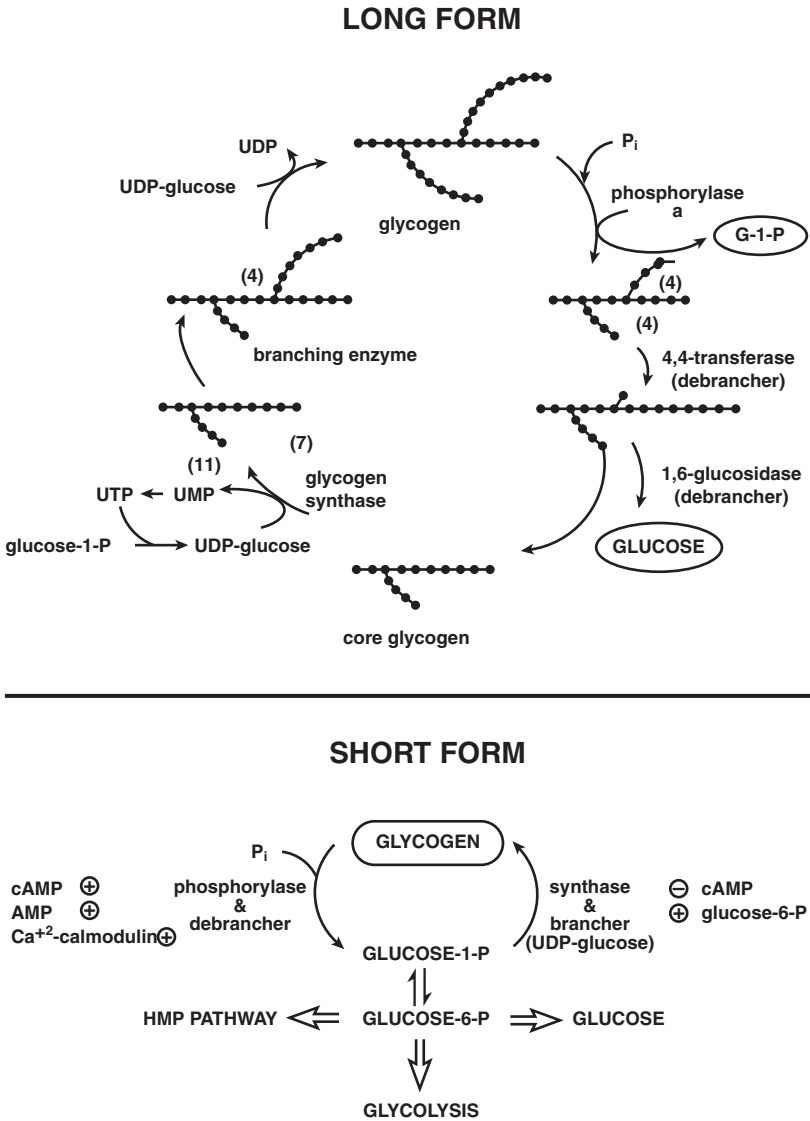 LONG FORM
UDP
UDP-glucose
glycogen
P_i
phosphorylase
a
G-1-P
(4)
branching enzyme
(4)
(4)
4,4-transferase
(debrancher)
(7)
(11)
glycogen
synthase
UTP
UMP
glucose-1-P
UDP-glucose
1,6-glucosidase
(debrancher)
GLUCOSE
core glycogen
SHORT FORM
GLYCOGEN
P_i
phosphorylase
&
debrancher
cAMP +
AMP +
Ca+2-calmodulin +
synthase
&
brancher
(UDP-glucose)
− cAMP
+ glucose-6-P
GLUCOSE-1-P
HMP PATHWAY
GLUCOSE-6-P
GLUCOSE
GLYCOLYSIS